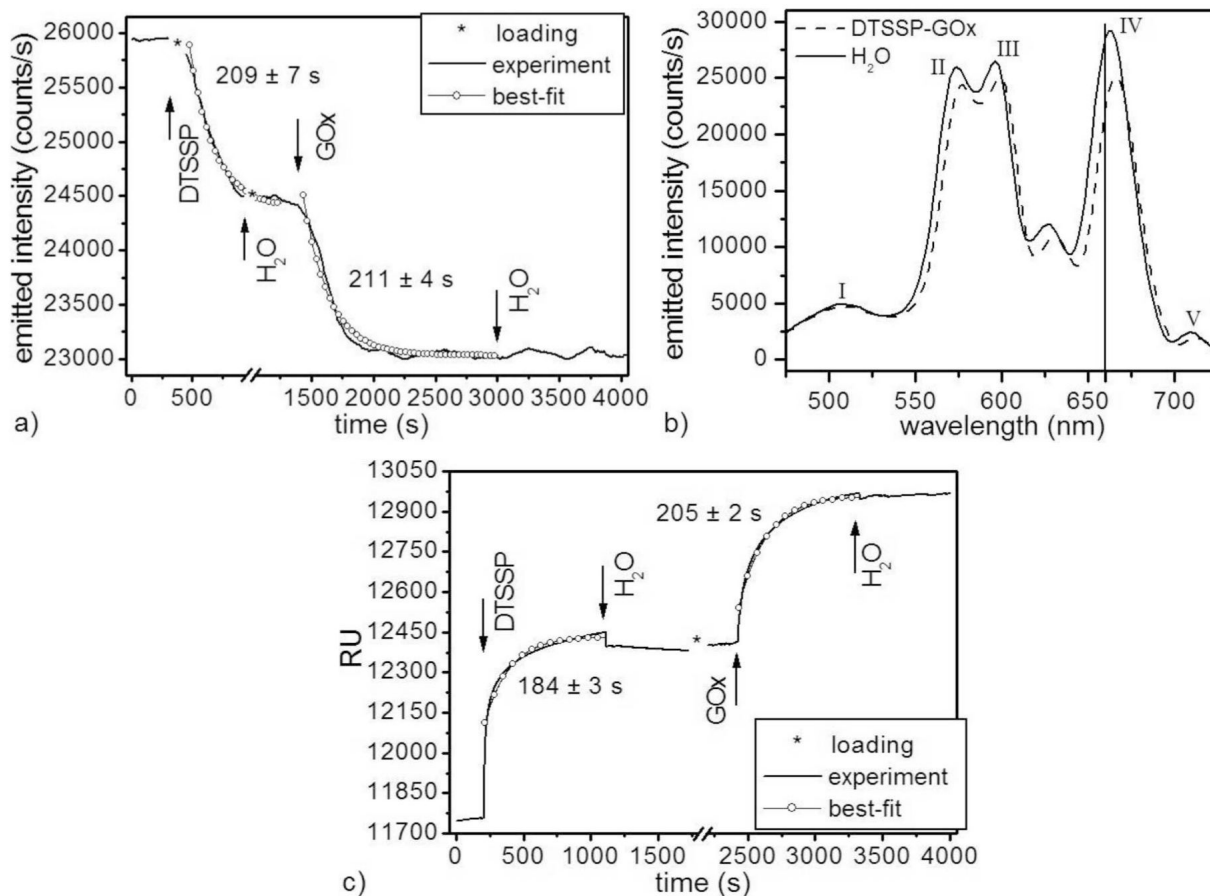 26000
25500
25000
24500
24000
23500
23000
emitted intensity (counts/s)
209 ± 7 s
DTSSP
H2O
GOx
211 ± 4 s
H2O
* loading
experiment
best-fit
0 500 1500 2000 2500 3000 3500 4000
time (s)
a)
30000
25000
20000
15000
10000
5000
0
emitted intensity (counts/s)
DTSSP-GOx
H2O
I
II
III
IV
V
500 550 600 650 700
wavelength (nm)
b)
13050
12900
12750
12600
12450
12300
12150
12000
11850
11700
RU
DTSSP
184 ± 3 s
H2O
*
205 ± 2 s
GOx
H2O
* loading
experiment
best-fit
0 500 1000 1500 2500 3000 3500 4000
time (s)
c)